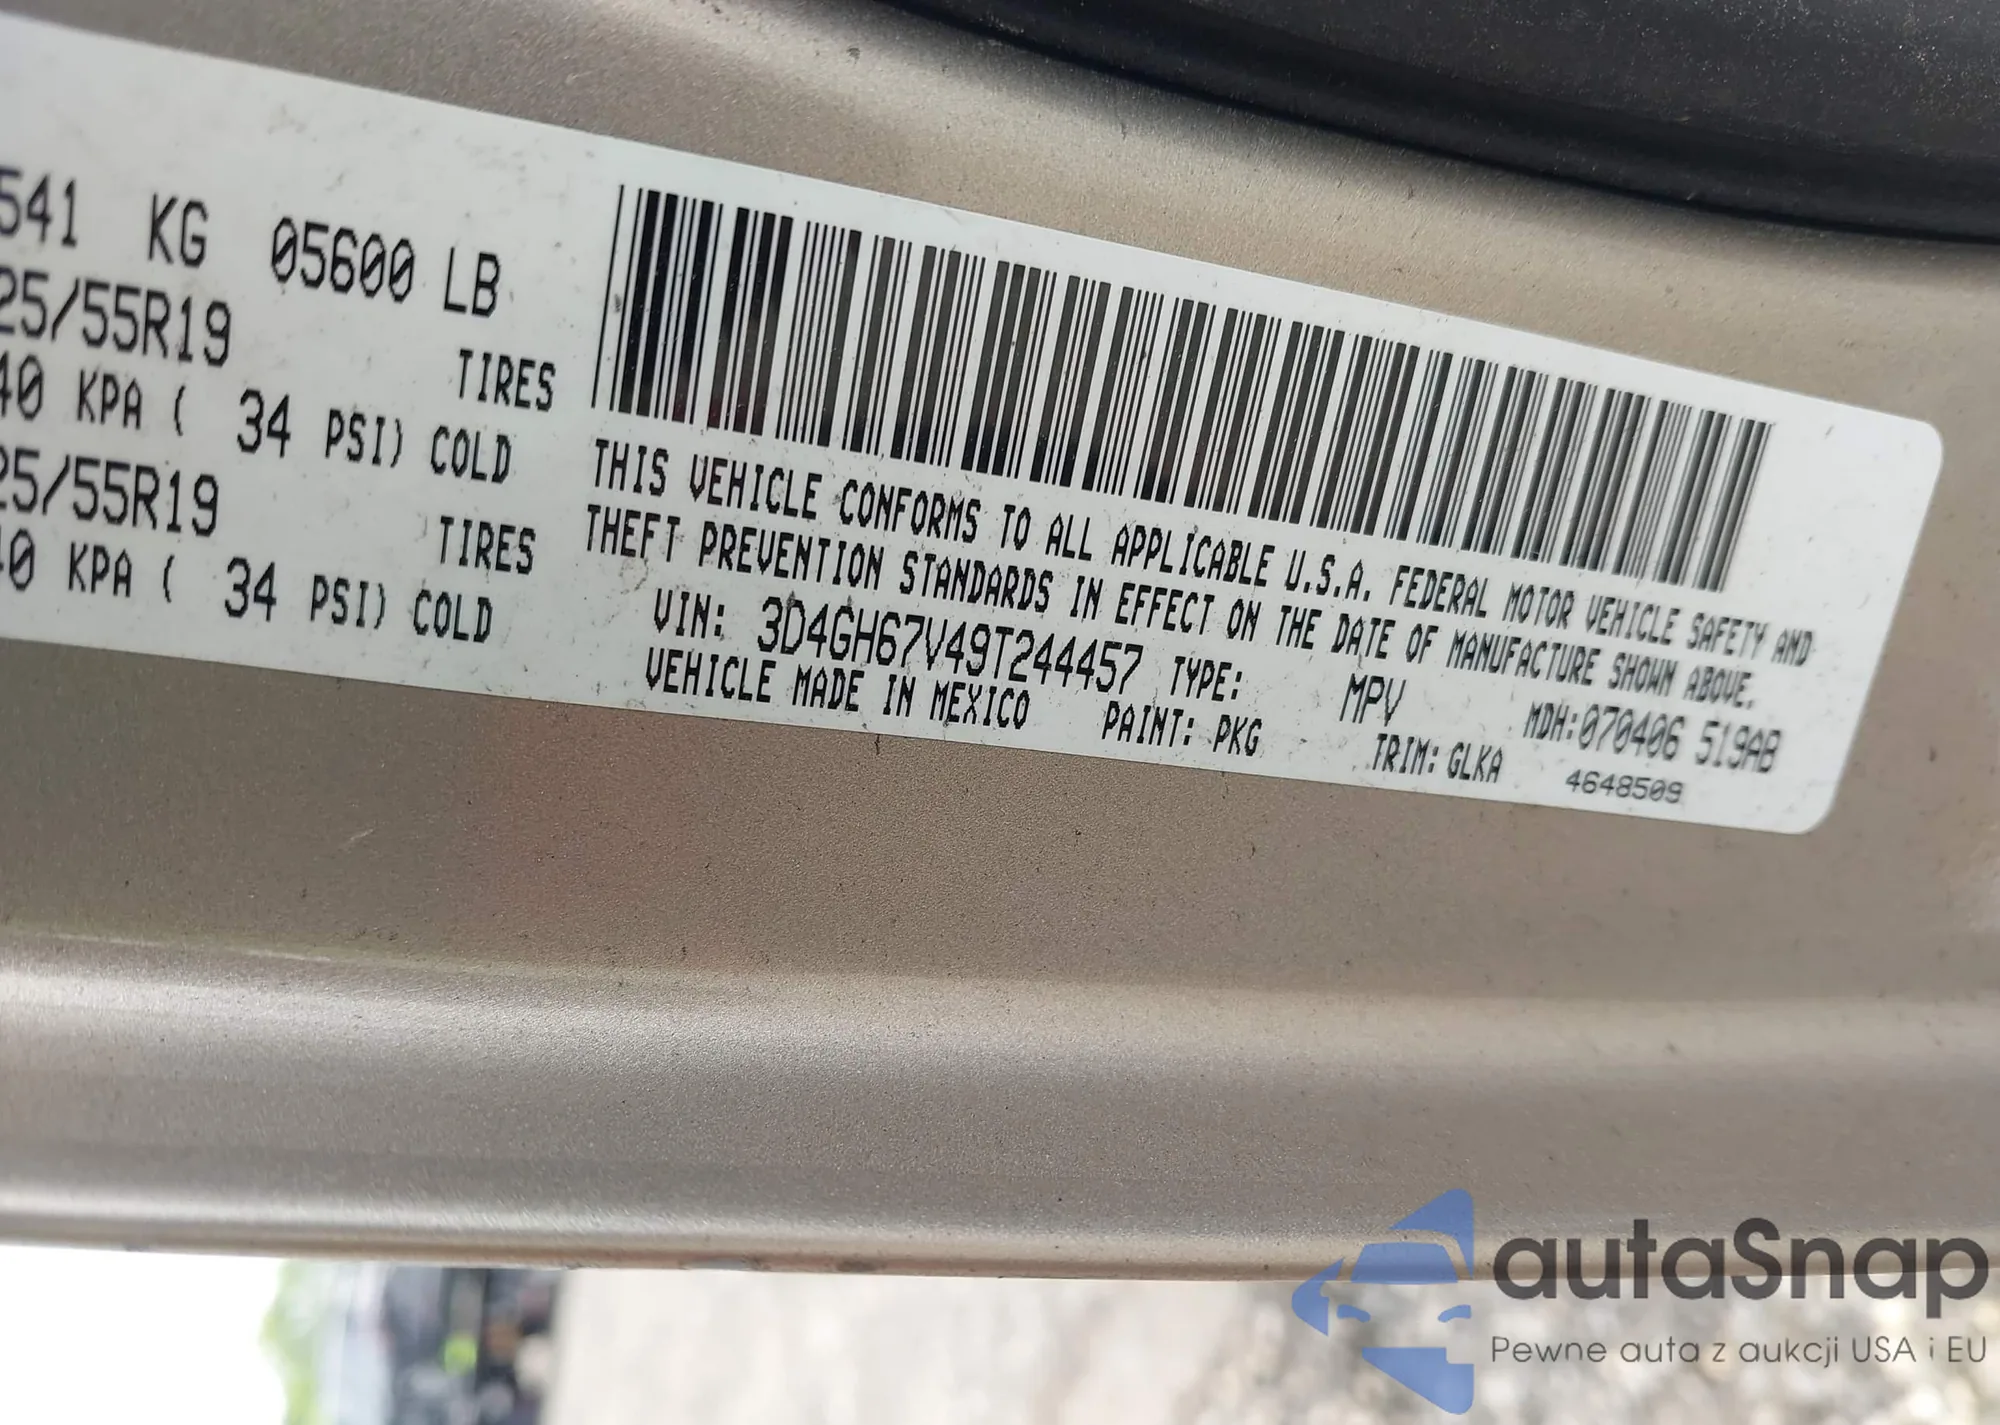 541 KG 05600 LB
25/55R19 TIRES
40 KPA ( 34 PSI) COLD
25/55R19 TIRES
40 KPA ( 34 PSI) COLD
THIS VEHICLE CONFORMS TO ALL APPLICABLE U.S.A. FEDERAL MOTOR VEHICLE SAFETY AND
THEFT PREVENTION STANDARDS IN EFFECT ON THE DATE OF MANUFACTURE SHOWN ABOVE.
VIN: 3D4GH67V49T244457 TYPE: MPV MDH:070406 519AB
VEHICLE MADE IN MEXICO PAINT: PKG TRIM: GLKA 4648509
autaSnap
Pewne auta z aukcji USA i EU